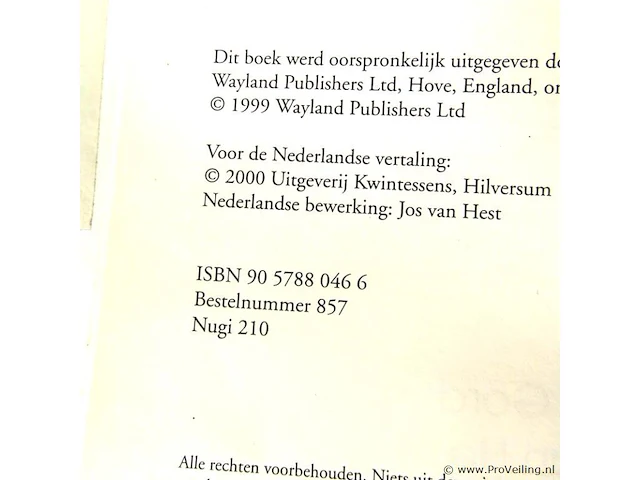 Dit boek werd oorspronkelijk uitgegeven
Wayland Publishers Ltd, Hove, England,
© 1999 Wayland Publishers Ltd
Voor de Nederlandse vertaling:
© 2000 Uitgeverij Kwintessens, Hilversum
Nederlandse bewerking: Jos van Hest
ISBN 90 5788 046 6
Bestelnummer 857
Nugi 210
Alle rechten voorbehouden. Niets uit
© www.ProVeiling.nl